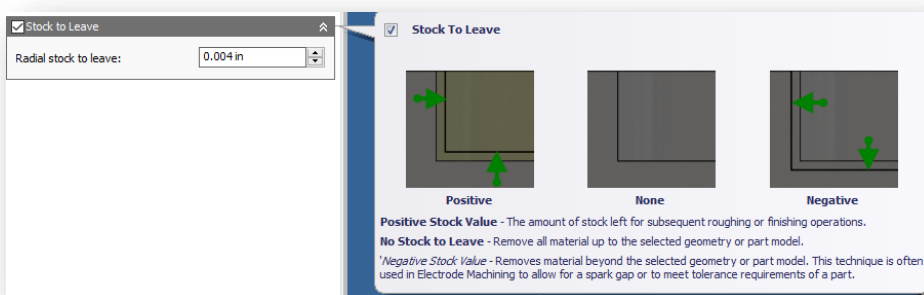 Stock to Leave
Radial stock to leave:
0.004 in
Stock To Leave
Positive
None
Negative
Positive Stock Value - The amount of stock left for subsequent roughing or finishing operations.
No Stock to Leave - Remove all material up to the selected geometry or part model.
'Negative Stock Value - Removes material beyond the selected geometry or part model. This technique is often
used in Electrode Machining to allow for a spark gap or to meet tolerance requirements of a part.